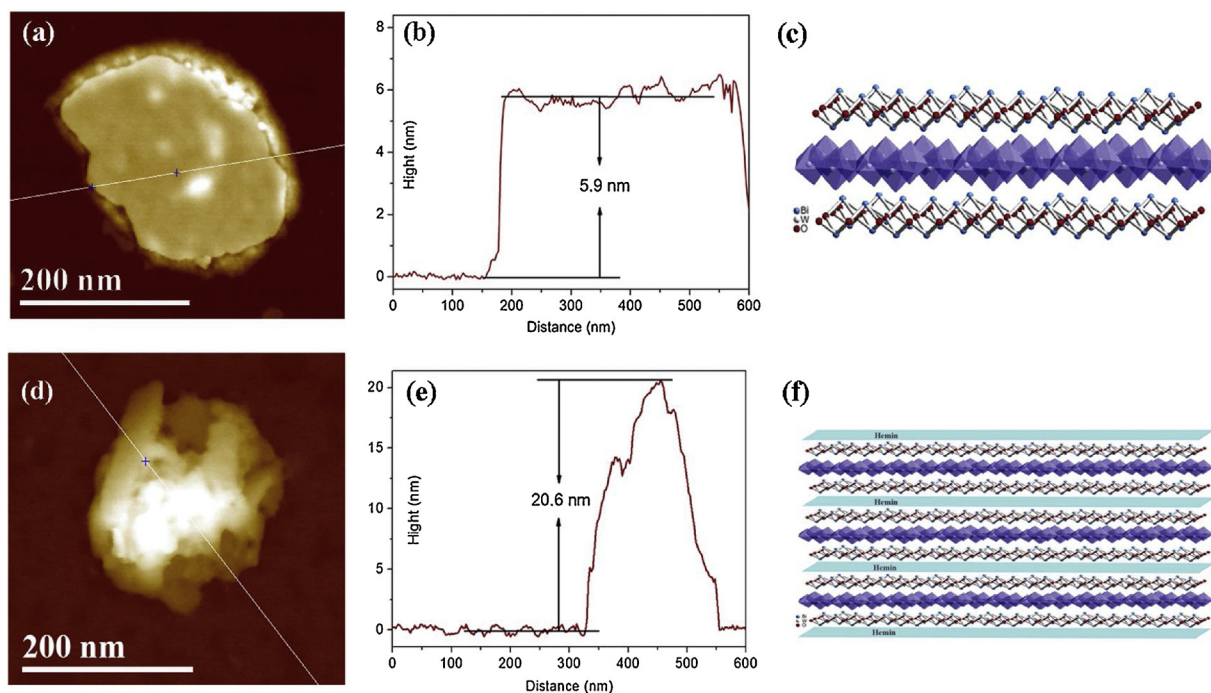 (a)
200 nm
(b)
8
6
4
2
0
Hight (nm)
5.9 nm
0 100 200 300 400 500 600
Distance (nm)
(c)
Bi
W
O
(d)
200 nm
(e)
20
15
10
5
0
Hight (nm)
20.6 nm
0 100 200 300 400 500 600
Distance (nm)
(f)
Hemin
Hemin
Hemin
Hemin